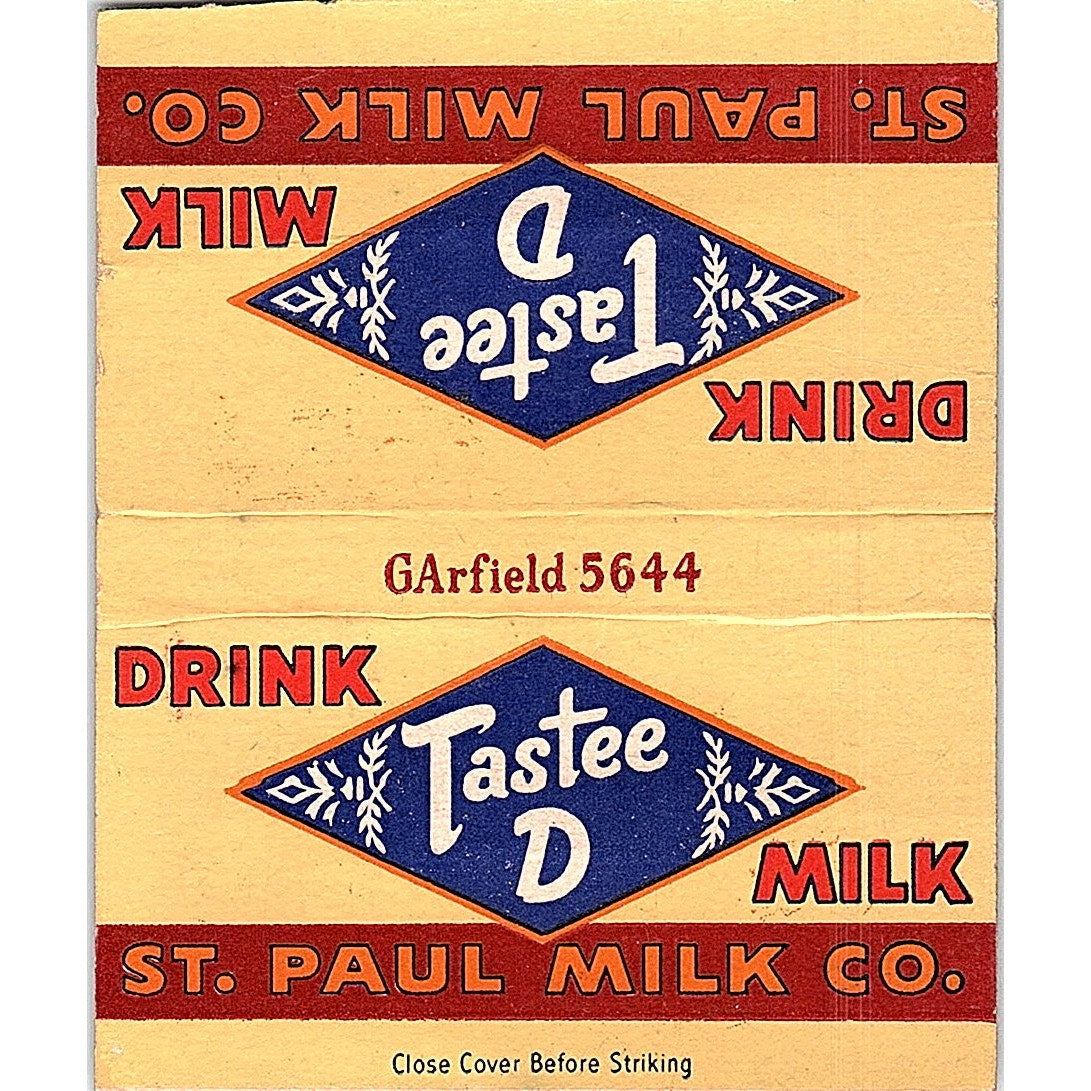 ST. PAUL MILK CO.
MILK
Tastee
D
DRINK
GArfield 5644
DRINK
Tastee
D
MILK
ST. PAUL MILK CO.
Close Cover Before Striking